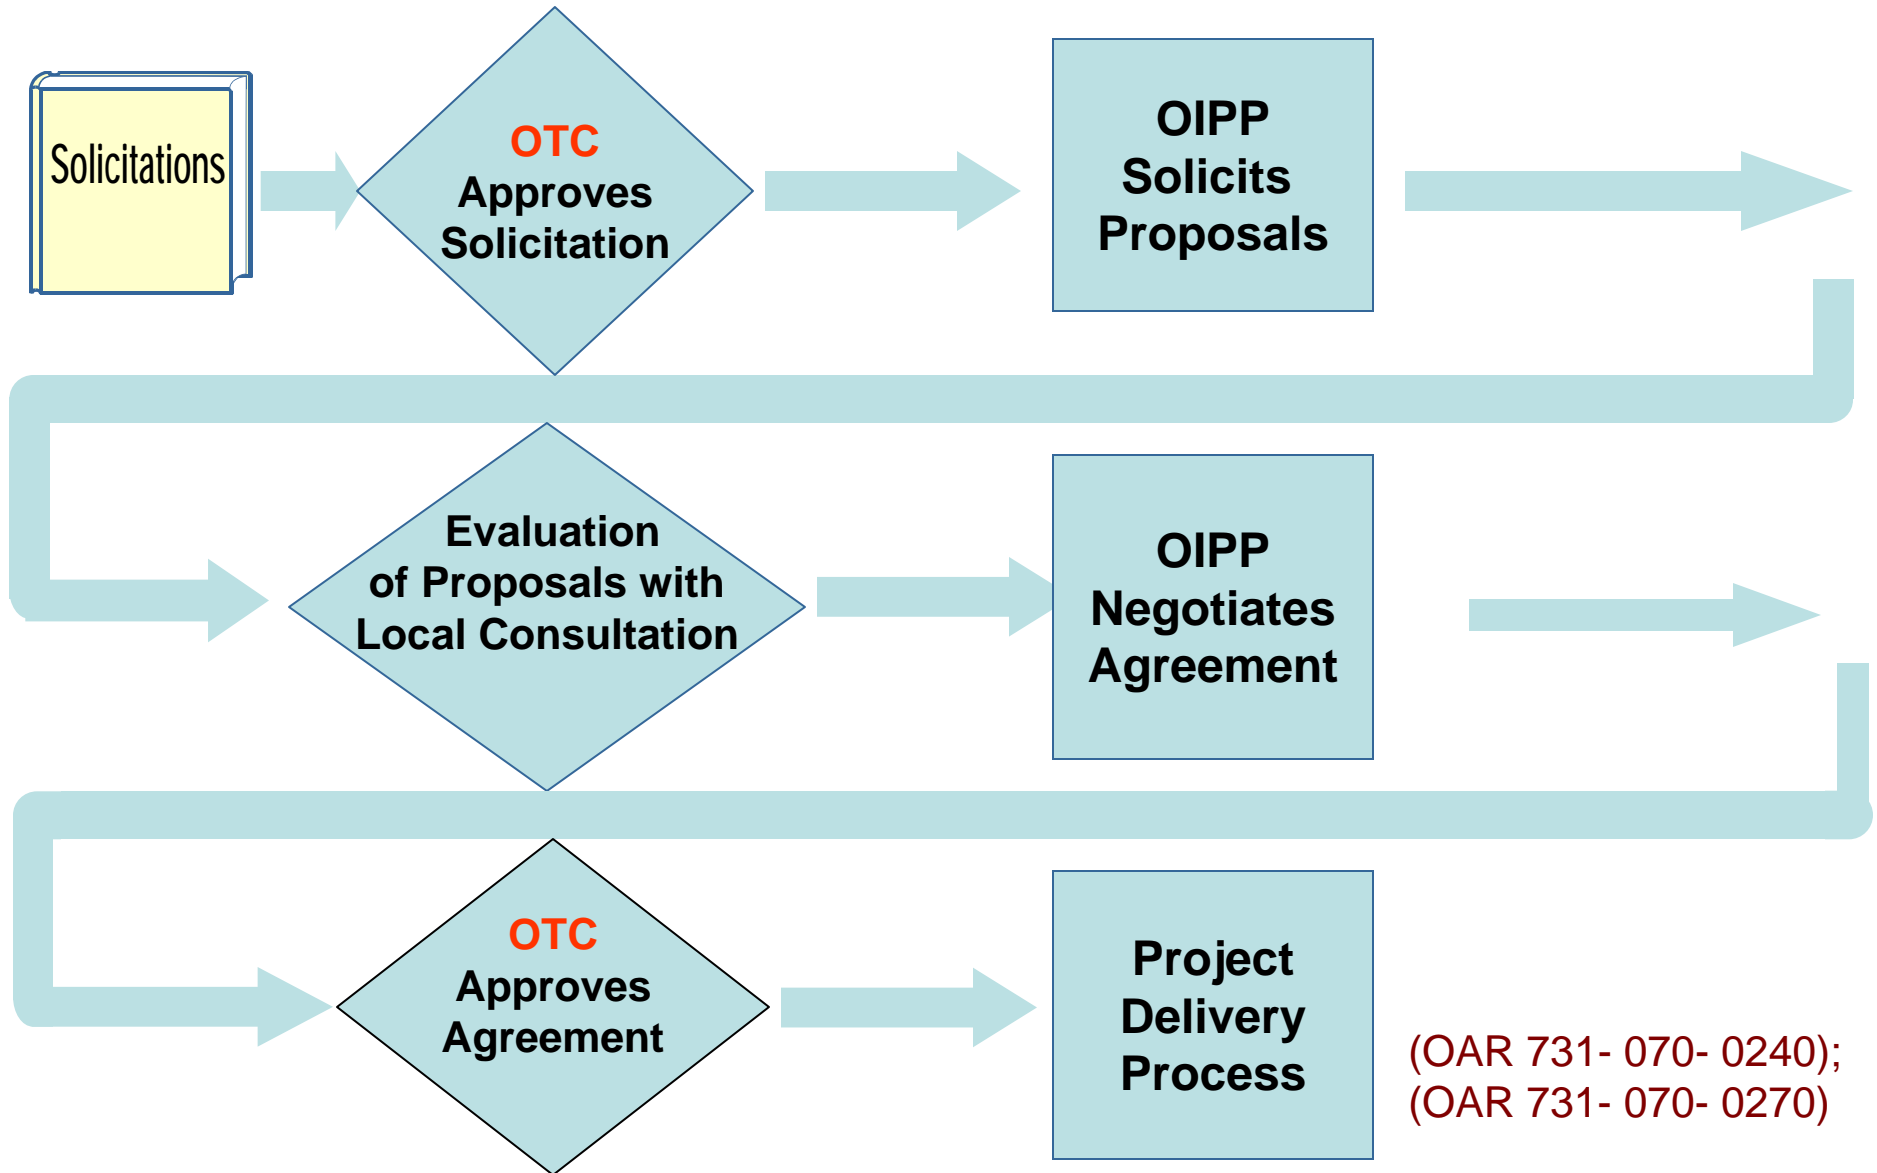 Solicitations
OTC
Approves
Solicitation
OIPP
Solicits
Proposals
Evaluation
of Proposals with
Local Consultation
OIPP
Negotiates
Agreement
OTC
Approves
Agreement
Project
Delivery
Process
(OAR 731- 070- 0240);
(OAR 731- 070- 0270)